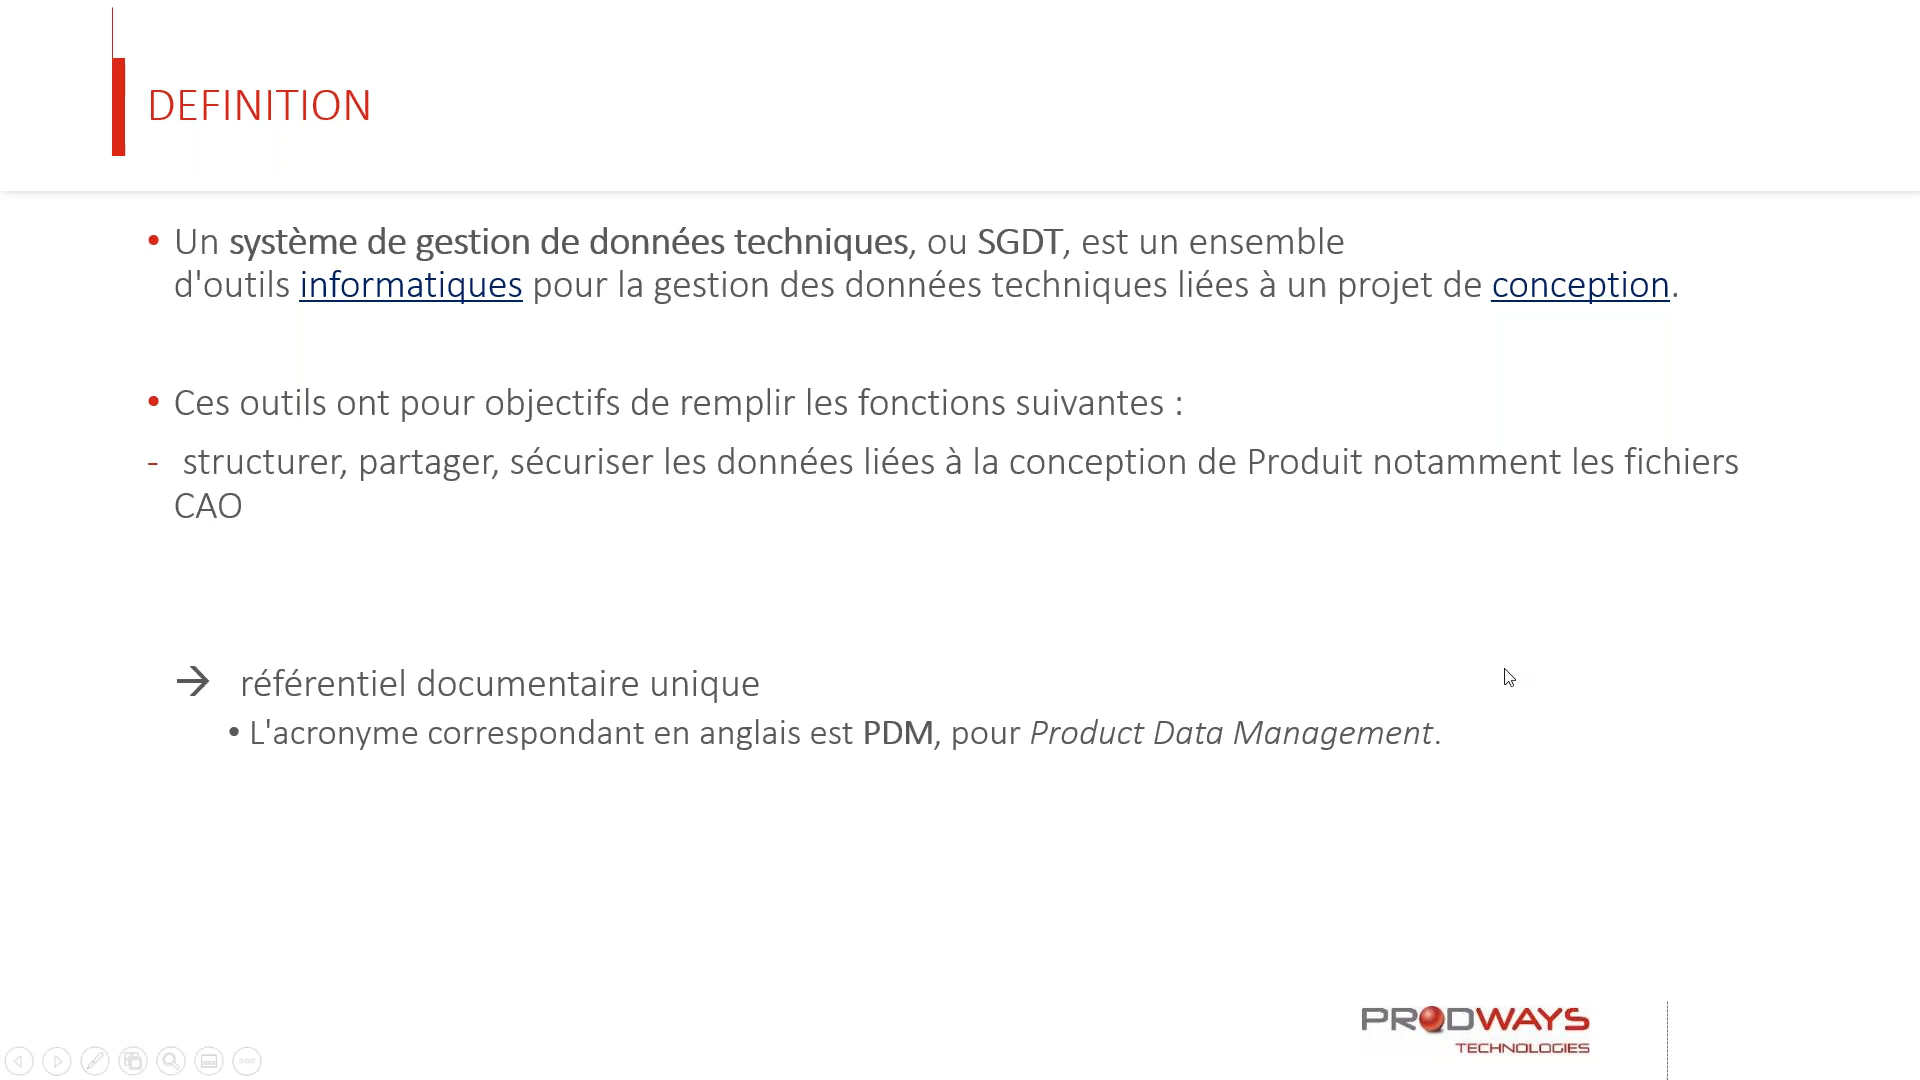 DEFINITION
• Un système de gestion de données techniques, ou SGDT, est un ensemble
d'outils informatiques pour la gestion des données techniques liées à un projet de conception.
• Ces outils ont pour objectifs de remplir les fonctions suivantes :
- structurer, partager, sécuriser les données liées à la conception de Produit notamment les fichiers
CAO
→ référentiel documentaire unique
• L'acronyme correspondant en anglais est PDM, pour Product Data Management.
PRODWAYS
TECHNOLOGIES